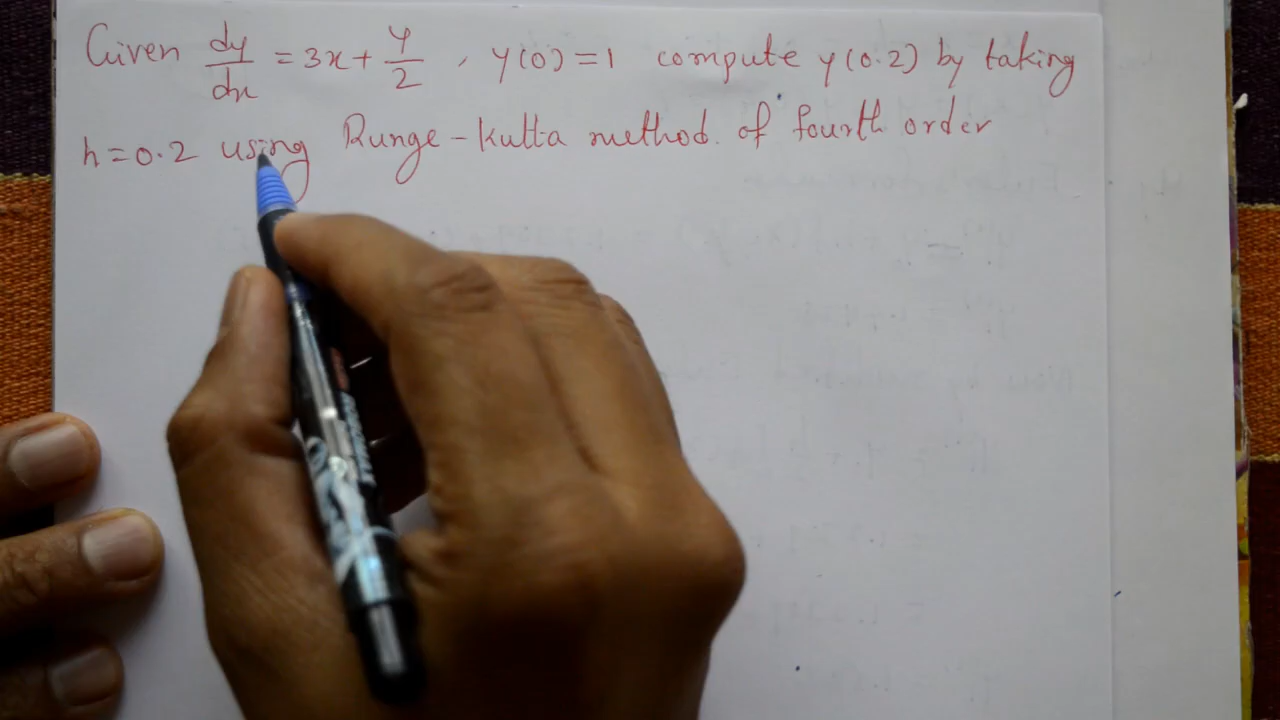 Given dy/dx = 3x + y/2 , y(0) = 1 compute y(0.2) by taking
h = 0.2 using Runge - Kutta method. of fourth order